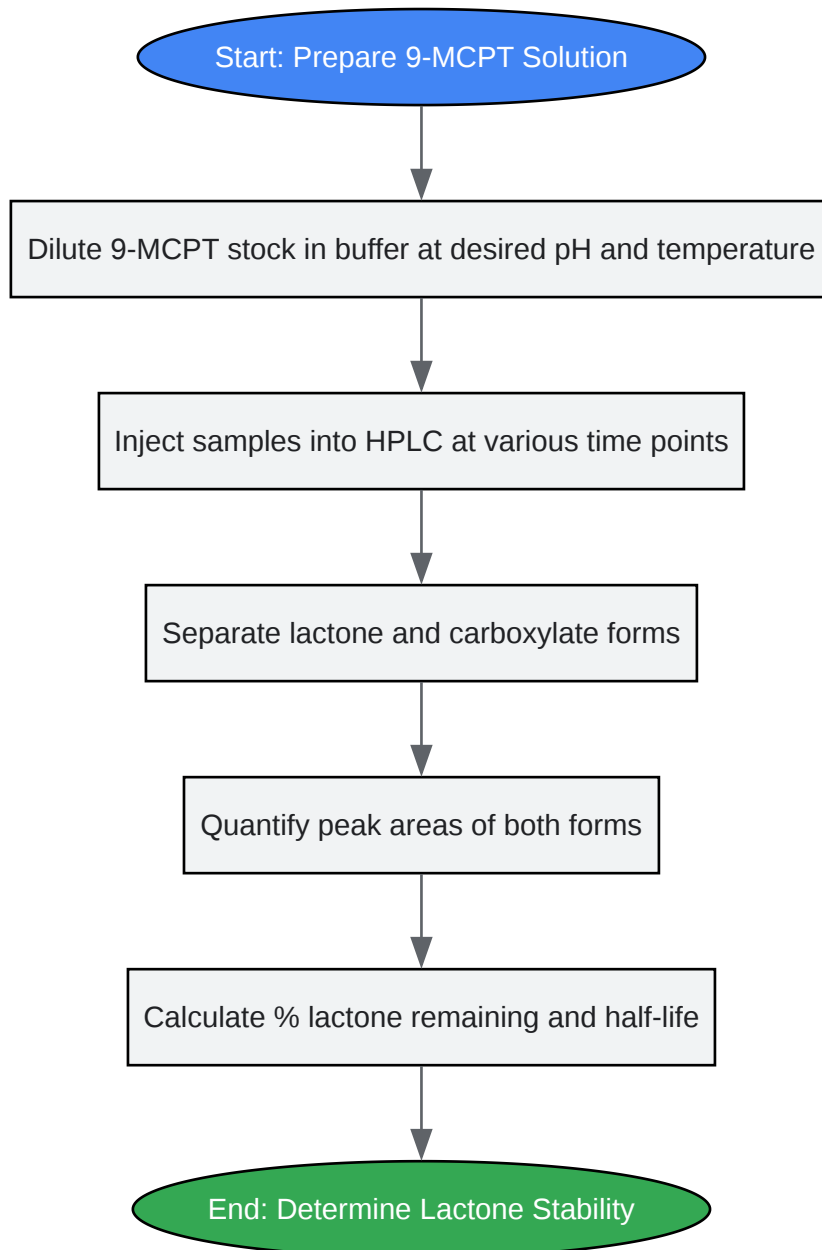 Start: Prepare 9-MCPT Solution
Dilute 9-MCPT stock in buffer at desired pH and temperature
Inject samples into HPLC at various time points
Separate lactone and carboxylate forms
Quantify peak areas of both forms
Calculate % lactone remaining and half-life
End: Determine Lactone Stability